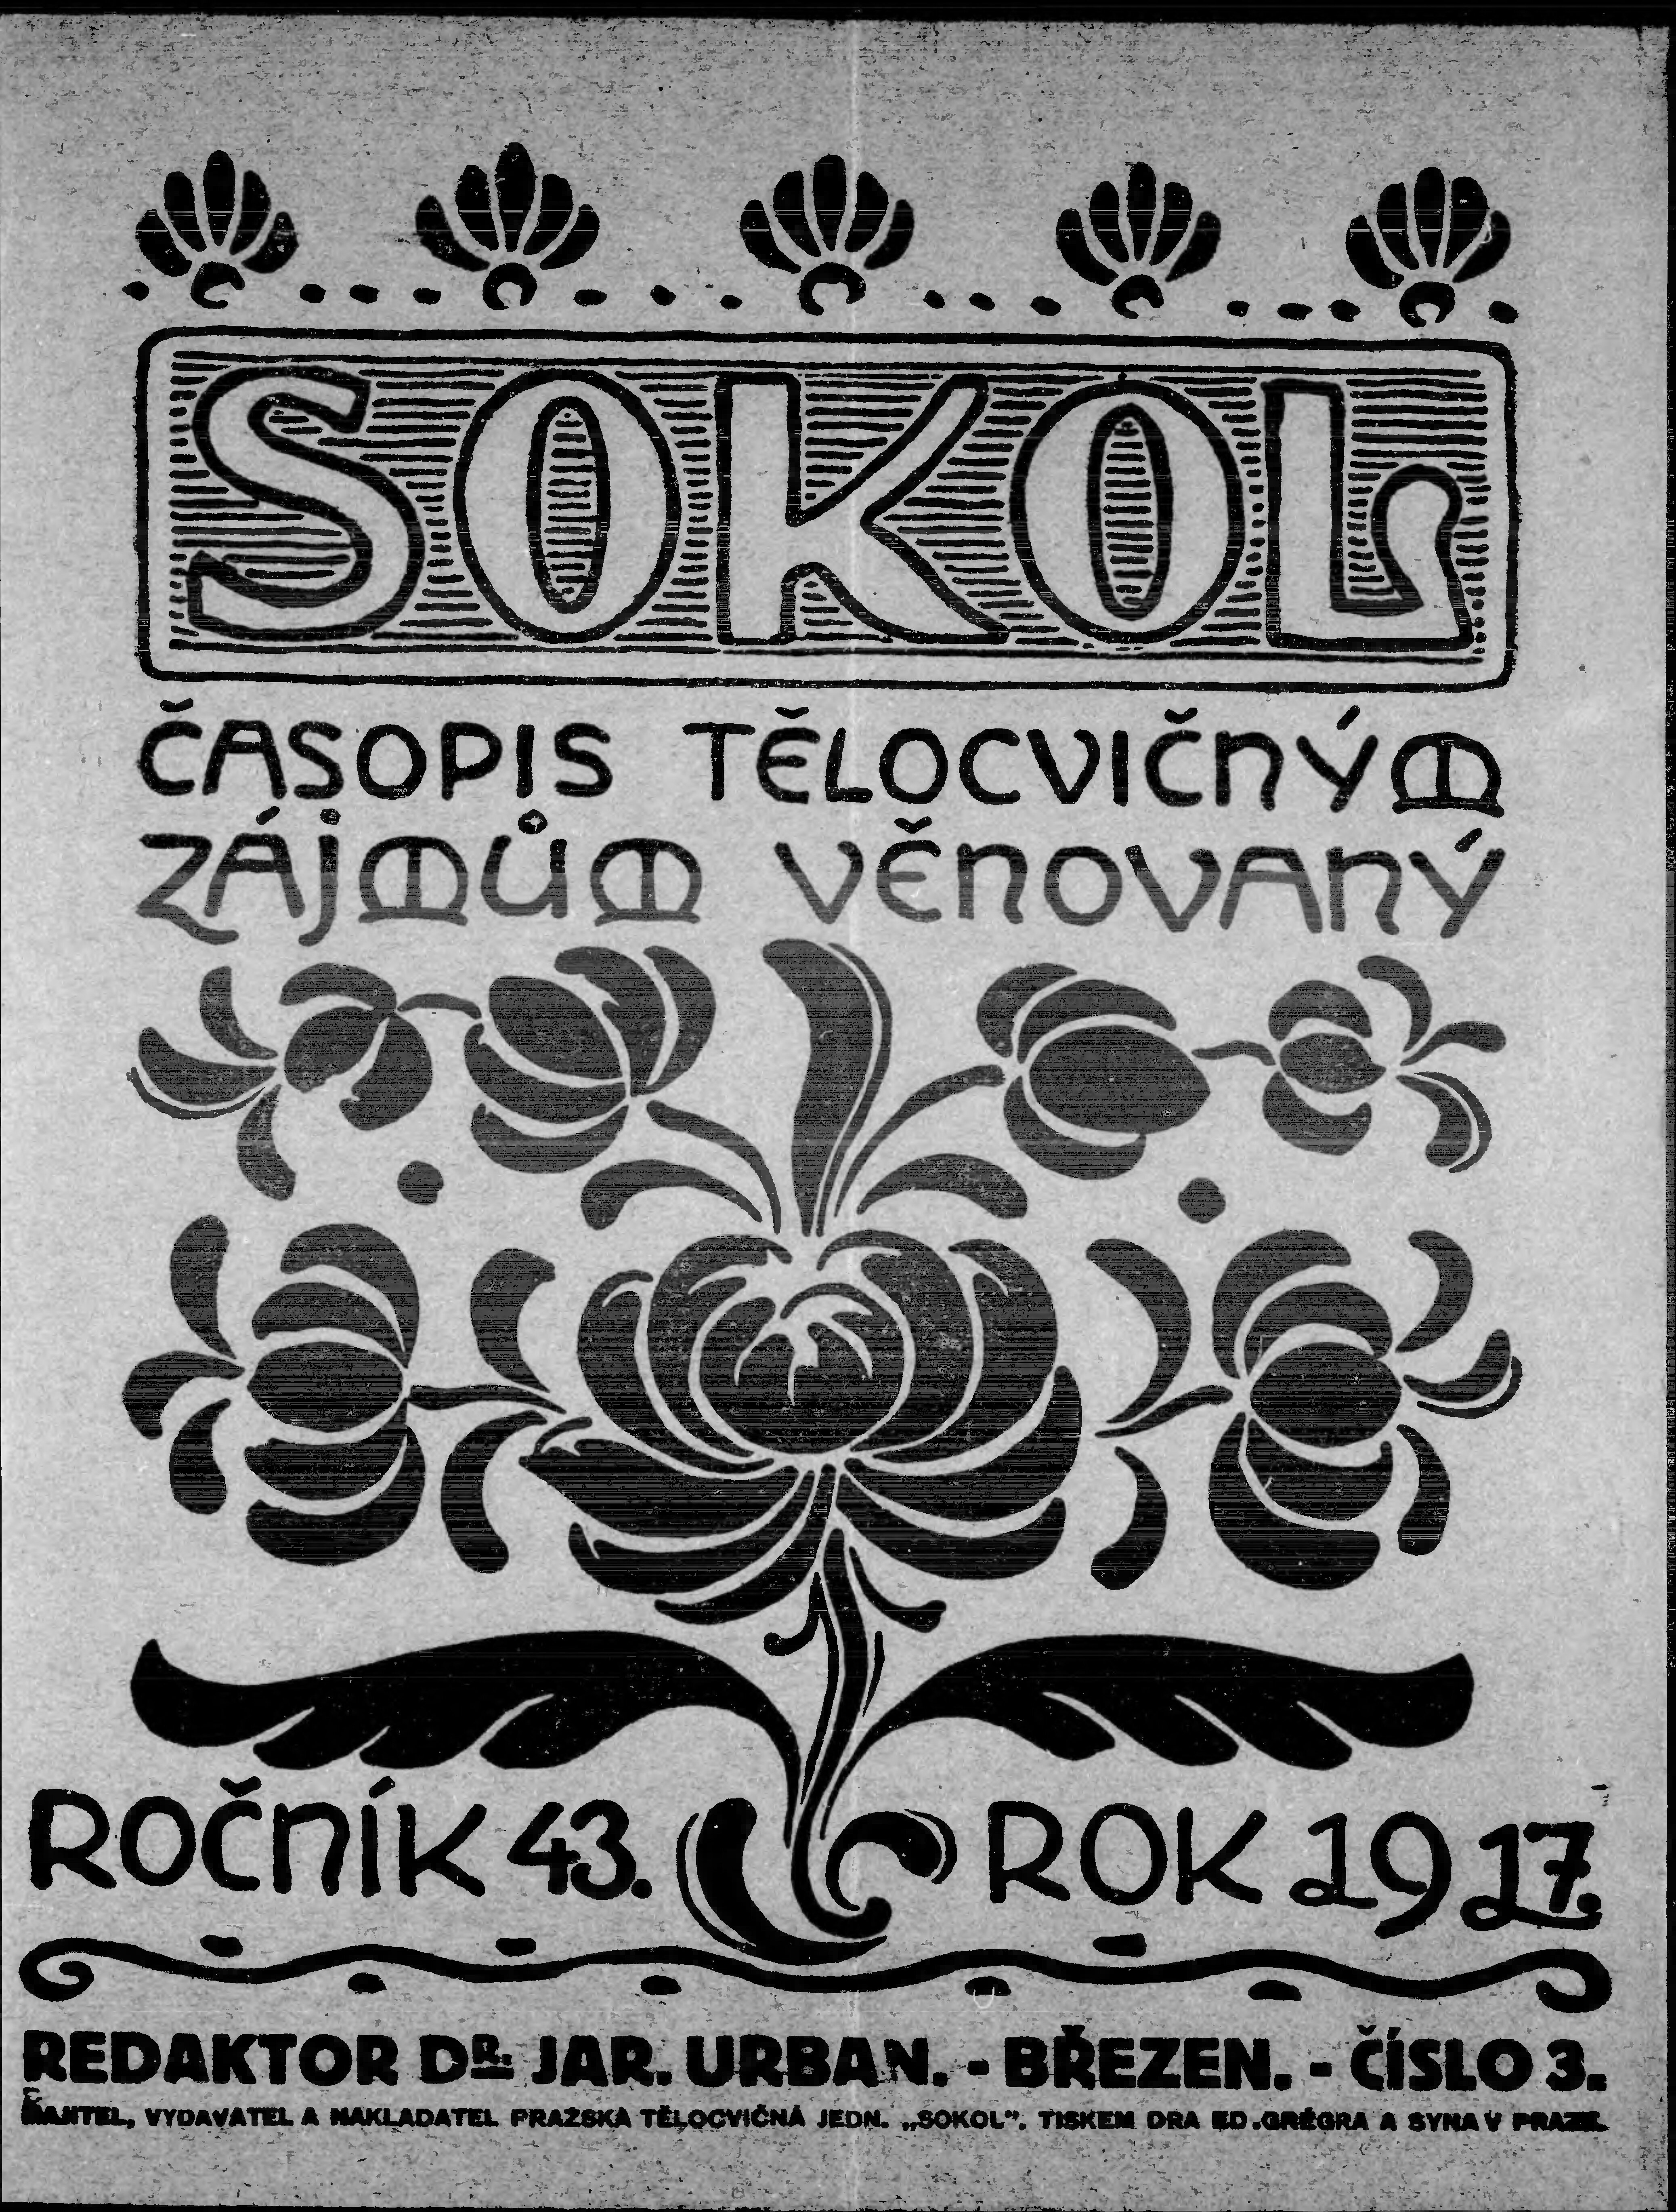 SOKOL
ČASOPIS TĚLOCVIČNÝM
ZÁJMŮM VĚNOVANÝ
ROČNÍK 43. ROK 1917.
REDAKTOR DR. JAR. URBAN. - BŘEZEN. - ČÍSLO 3.
MAJITEL, VYDAVATEL A NAKLADATEL PRAŽSKÁ TĚLOCVIČNÁ JEDN. „SOKOL". TISKEM DRA ED. GRÉGRA A SYNA V PRAZE.